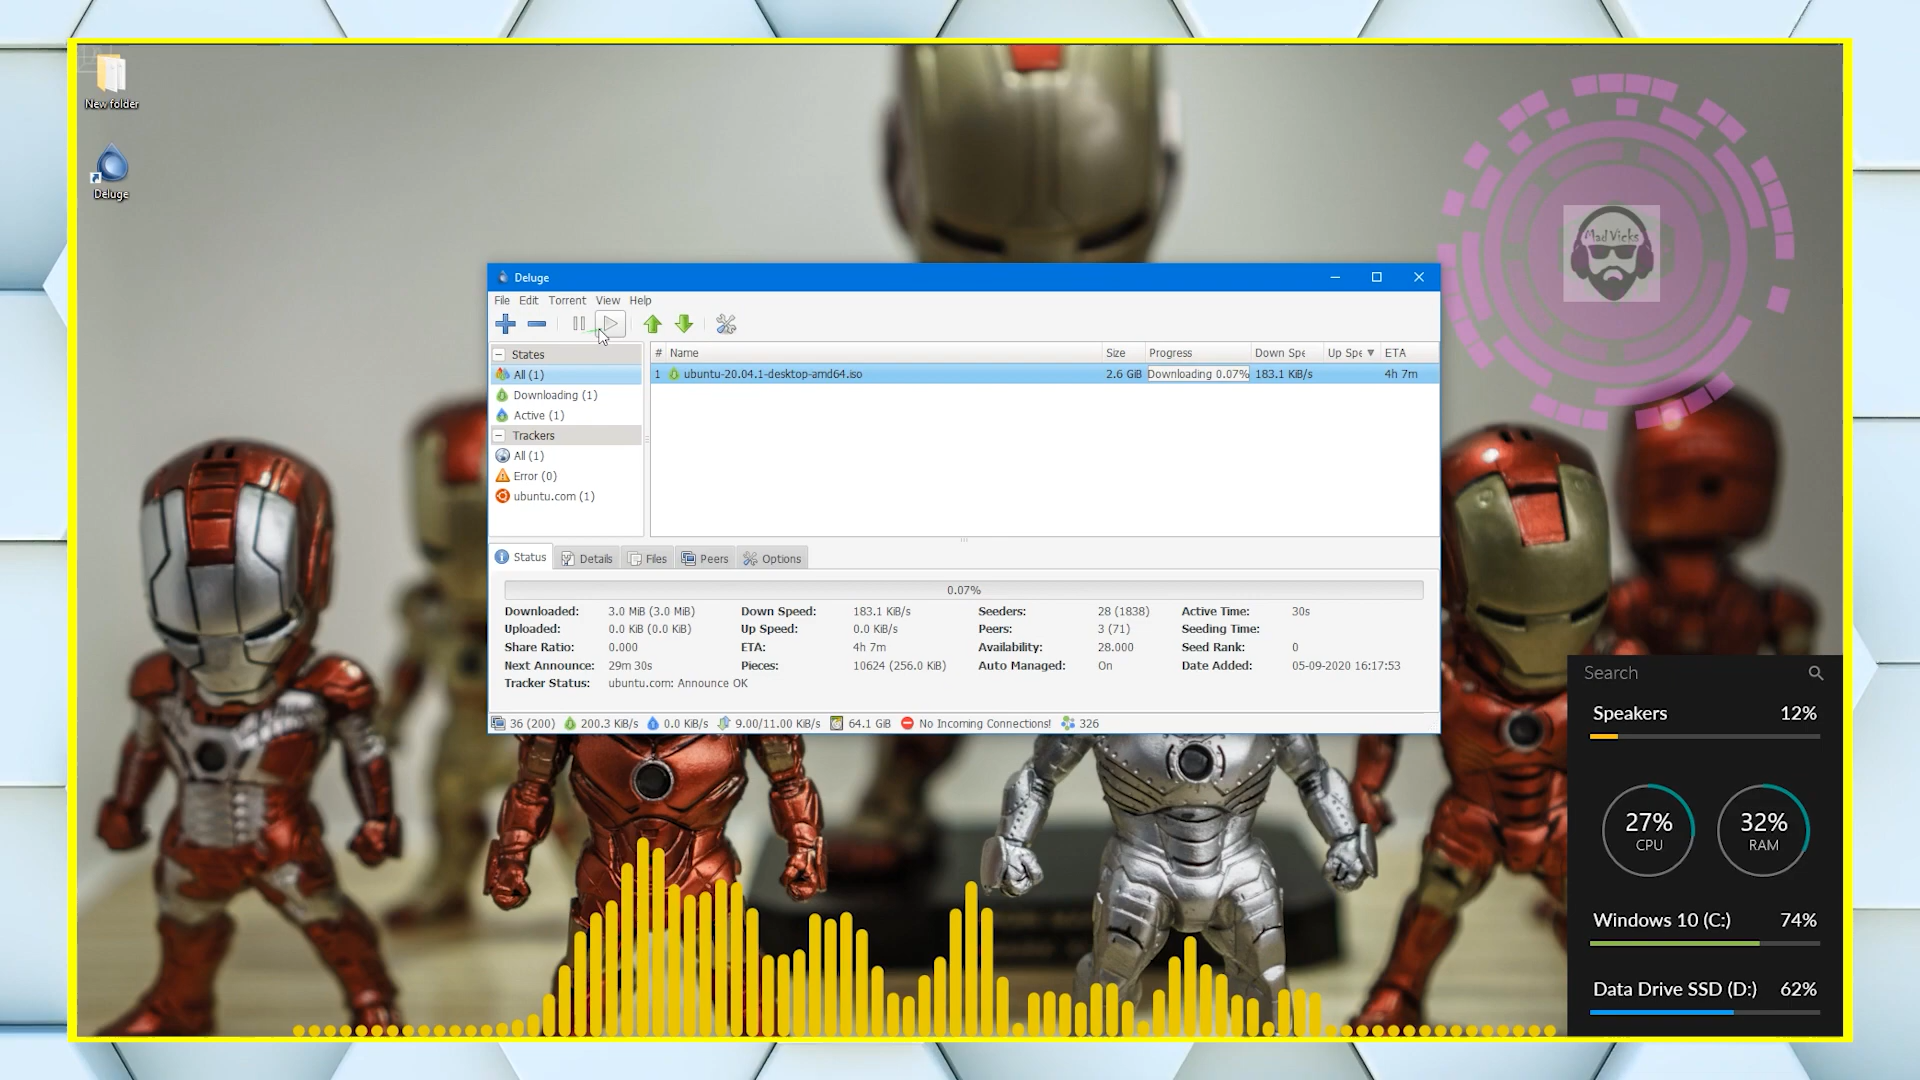 New folder
Deluge
Mad Vicks
Deluge
File Edit Torrent View Help
States
All (1)
Downloading (1)
Active (1)
Trackers
All (1)
Error (0)
ubuntu.com (1)
# Name Size Progress Down Spe Up Spe ETA
1 ubuntu-20.04.1-desktop-amd64.iso 2.6 GiB Downloading 0.07% 183.1 KiB/s 4h 7m
Status Details Files Peers Options
0.07%
Downloaded: 3.0 MiB (3.0 MiB) Down Speed: 183.1 KiB/s Seeders: 28 (1838) Active Time: 30s
Uploaded: 0.0 KiB (0.0 KiB) Up Speed: 0.0 KiB/s Peers: 3 (71) Seeding Time:
Share Ratio: 0.000 ETA: 4h 7m Availability: 28.000 Seed Rank: 0
Next Announce: 29m 30s Pieces: 10624 (256.0 KiB) Auto Managed: On Date Added: 05-09-2020 16:17:53
Tracker Status: ubuntu.com: Announce OK
36 (200) 200.3 KiB/s 0.0 KiB/s 9.00/11.00 KiB/s 64.1 GiB No Incoming Connections! 326
Search
Speakers 12%
27% 32%
CPU RAM
Windows 10 (C:) 74%
Data Drive SSD (D:) 62%